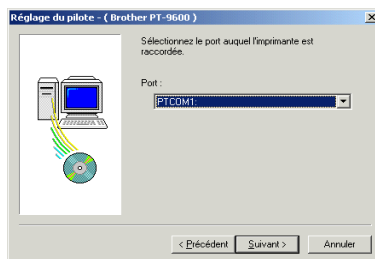 Réglage du pilote - ( Brother PT-9600 )
Sélectionnez le port auquel l'imprimante est
raccordée.
Port :
PTCOM1:
< Précédent
Suivant >
Annuler